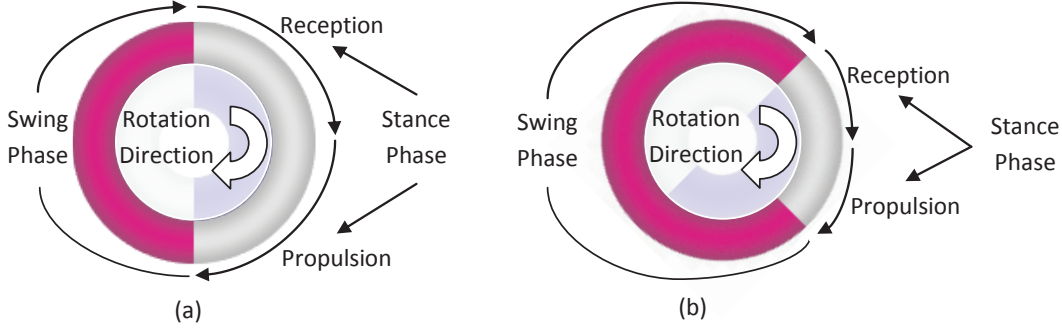 Reception
Swing
Phase
Rotation
Direction
Stance
Phase
Propulsion
(a)
Reception
Swing
Phase
Rotation
Direction
Stance
Phase
Propulsion
(b)